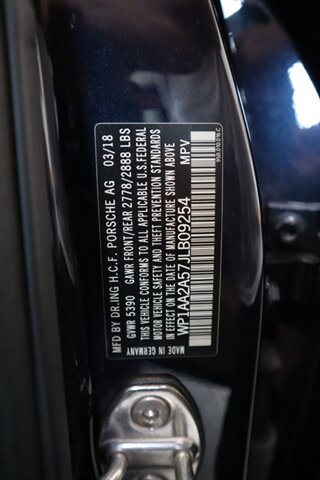 MFD BY DR.ING H.C.F. PORSCHE AG 03/18
GVWR 5390 GAWR FRONT/REAR 2778/2888 LBS
THIS VEHICLE CONFORMS TO ALL APPLICABLE U.S.FEDERAL
MOTOR VEHICLE SAFETY AND THEFT PREVENTION STANDARDS
IN EFFECT ON THE DATE OF MANUFACTURE SHOWN ABOVE
WP1AA2A57JLB09254 MPV
MADE IN GERMANY